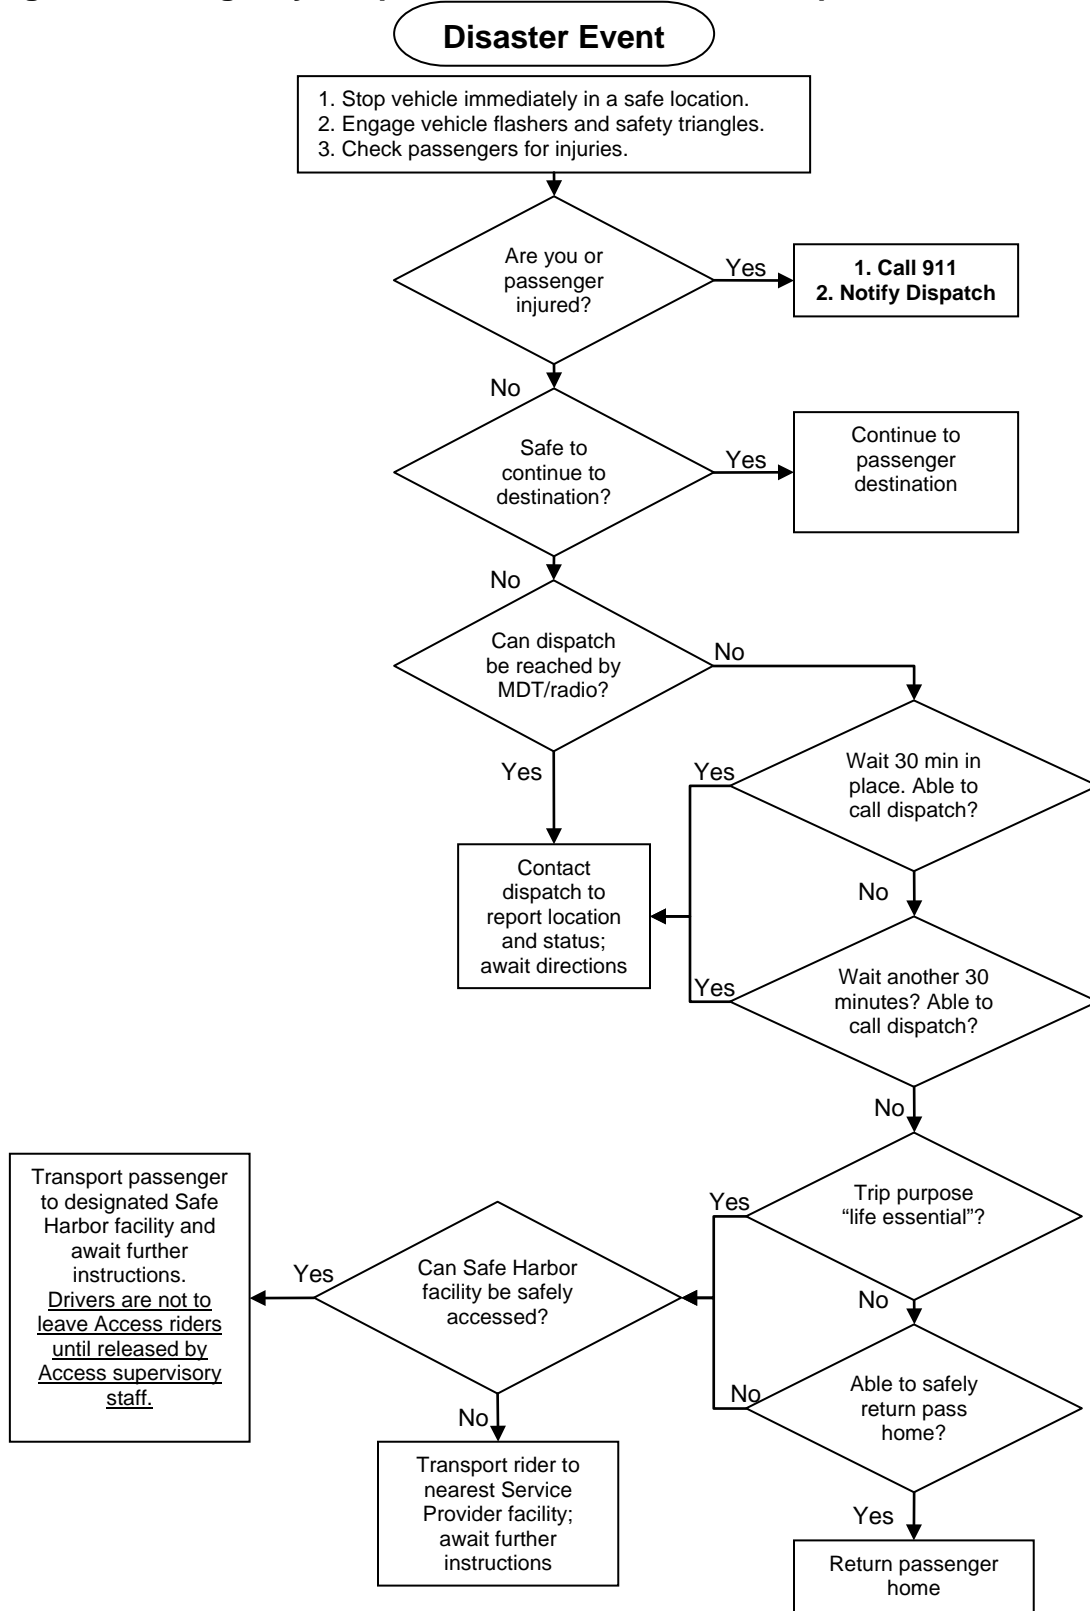 Disaster Event
1. Stop vehicle immediately in a safe location.
2. Engage vehicle flashers and safety triangles.
3. Check passengers for injuries.
Are you or
passenger
injured?
Yes
1. Call 911
2. Notify Dispatch
No
Safe to
continue to
destination?
Yes
Continue to
passenger
destination
No
Can dispatch
be reached by
MDT/radio?
No
Yes
Wait 30 min in
place. Able to
call dispatch?
Yes
No
Contact
dispatch to
report location
and status;
await directions
Wait another 30
minutes? Able to
call dispatch?
Yes
No
Trip purpose
“life essential”?
Yes
No
Can Safe Harbor
facility be safely
accessed?
Yes
Transport passenger
to designated Safe
Harbor facility and
await further
instructions.
Drivers are not to
leave Access riders
until released by
Access supervisory
staff.
No
Transport rider to
nearest Service
Provider facility;
await further
instructions
Able to safely
return pass
home?
No
Yes
Return passenger
home